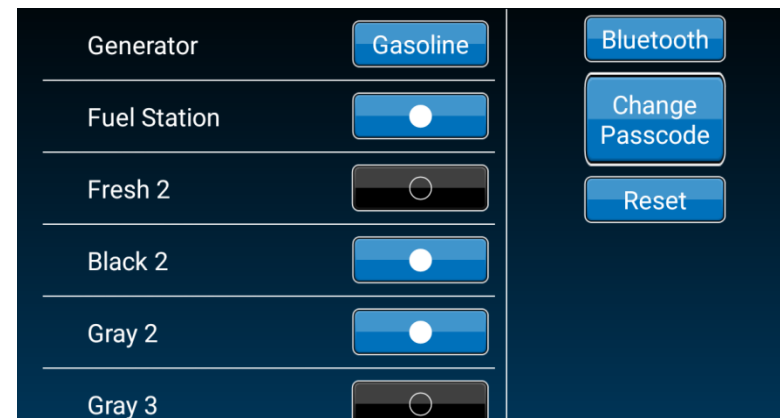 Generator
Gasoline
Fuel Station
Fresh 2
Black 2
Gray 2
Gray 3
Bluetooth
Change
Passcode
Reset